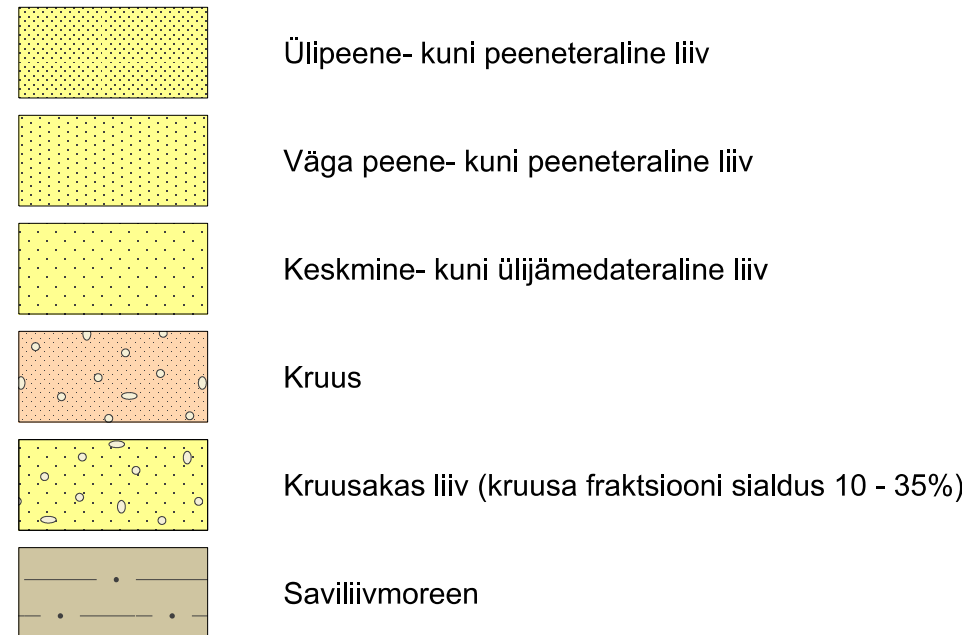 Ülipeene- kuni peeneteraline liiv
Väga peene- kuni peeneteraline liiv
Keskmine- kuni ülijämedateraline liiv
Kruus
Kruusakas liiv (kruusa fraktsiooni sialdus 10 - 35%)
Saviliivmoreen